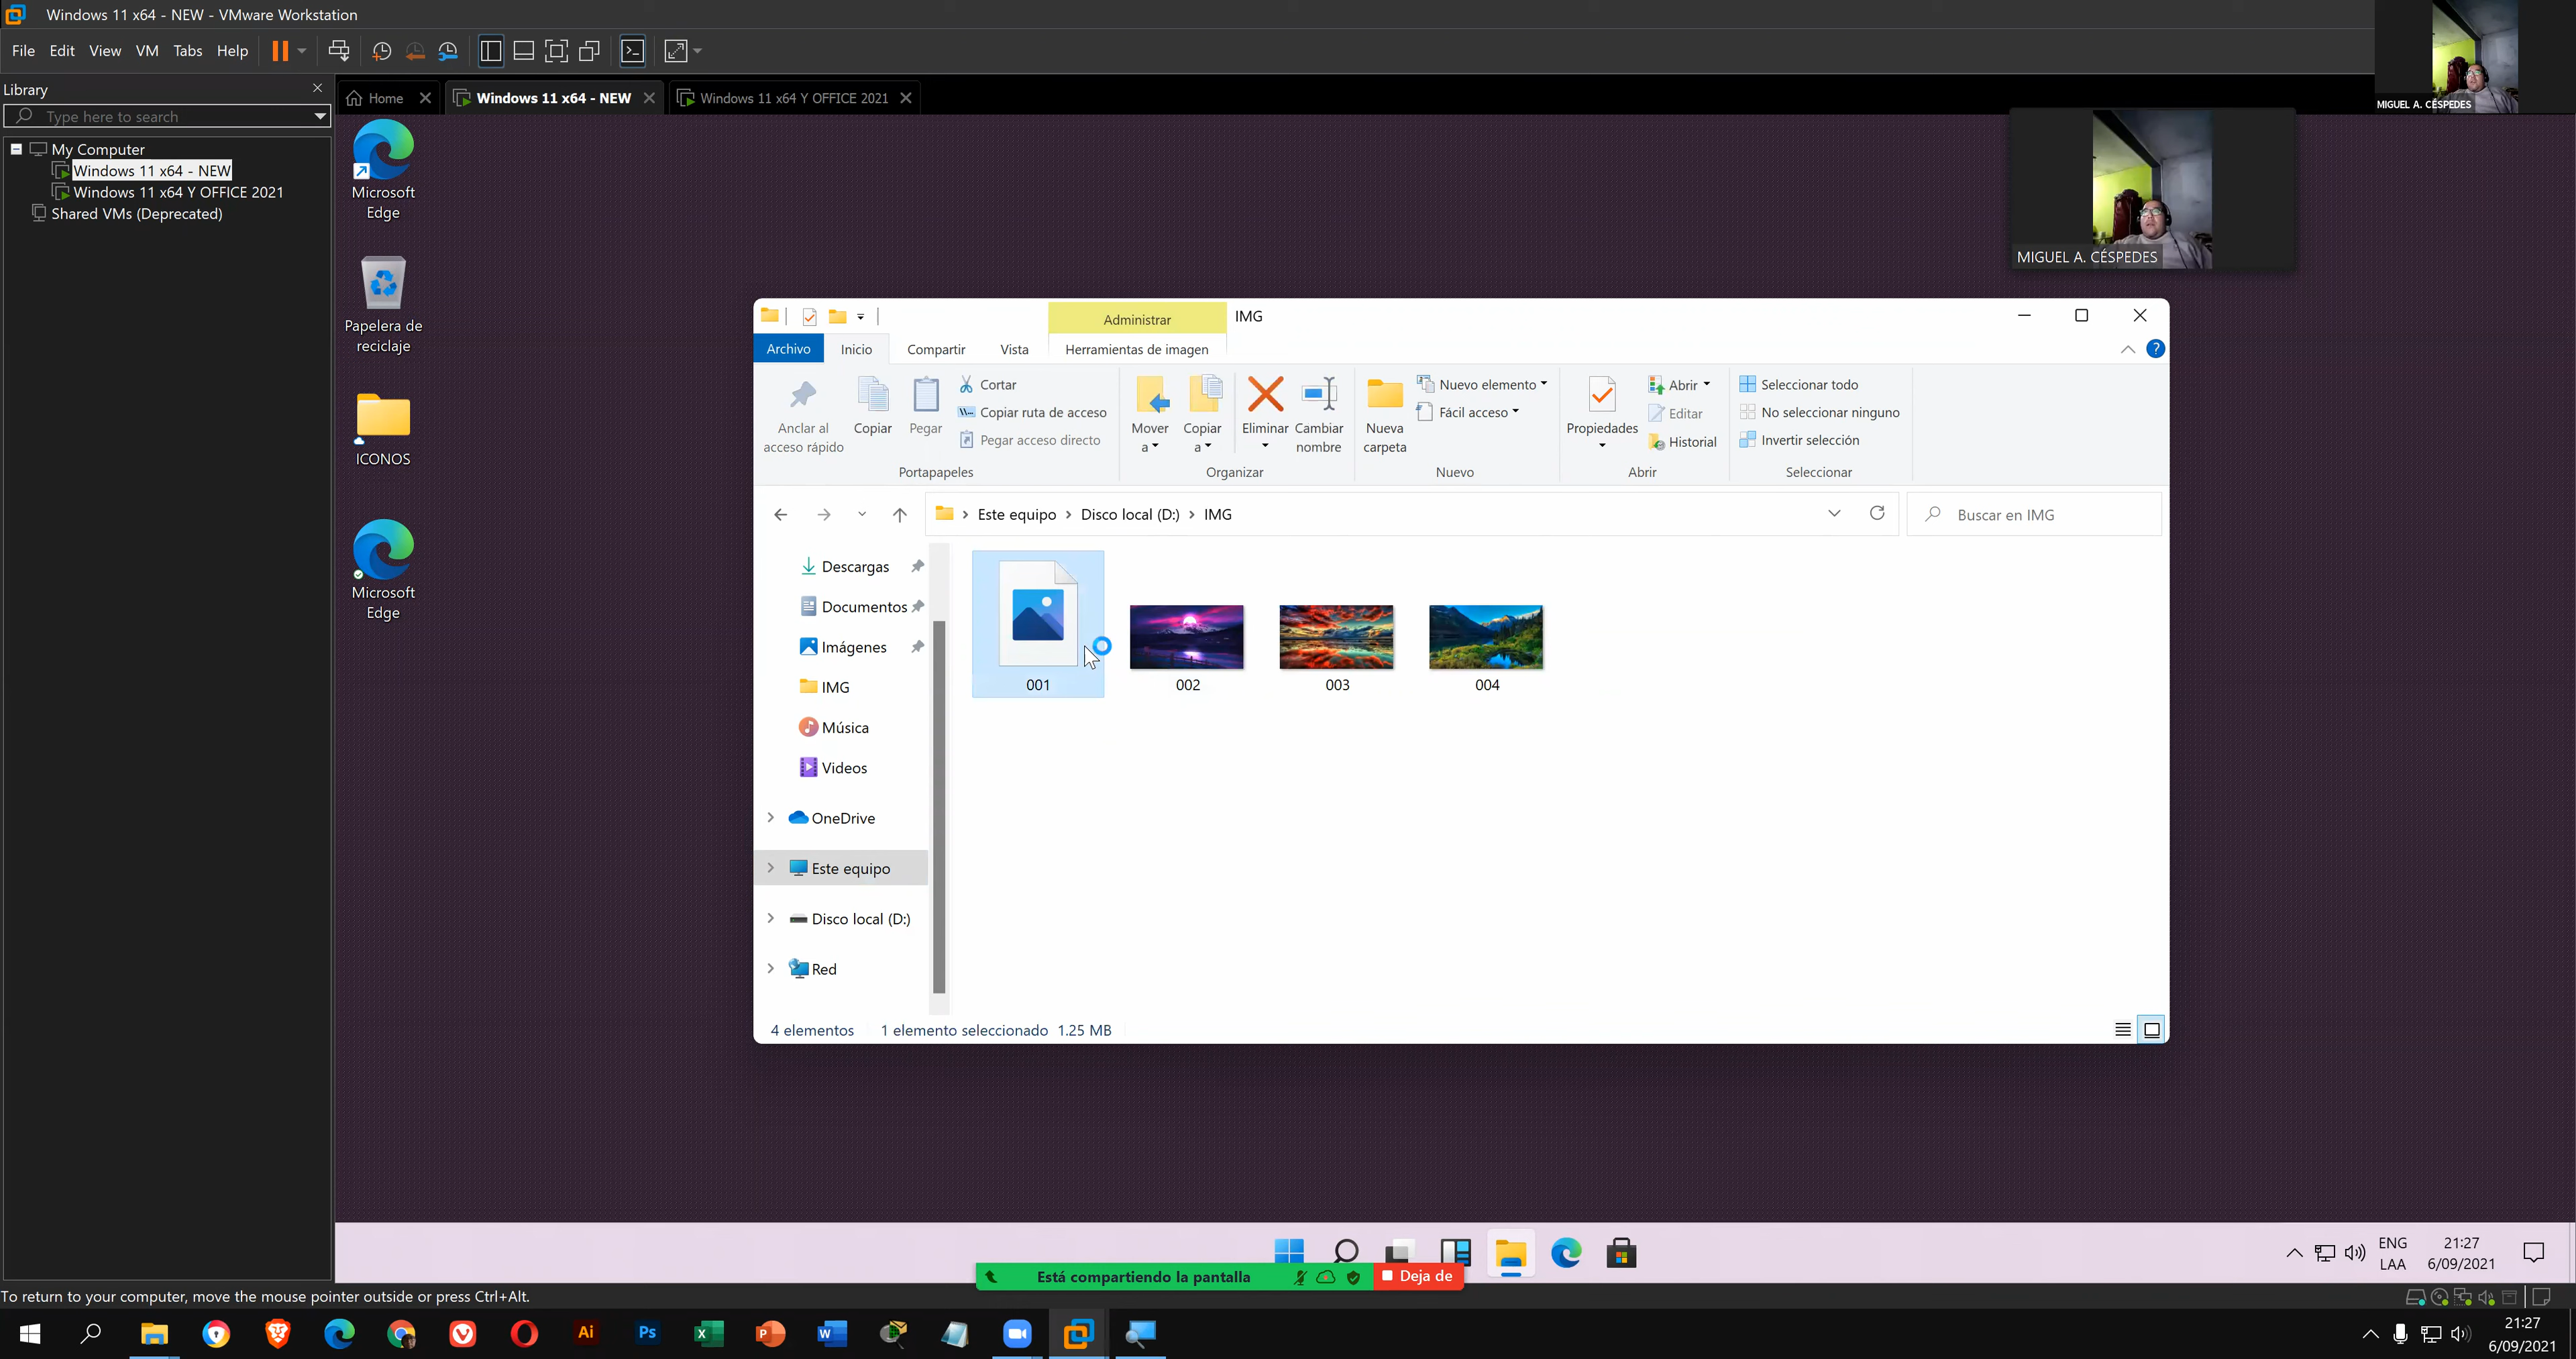 Windows 11 x64 - NEW - VMware Workstation
File Edit View VM Tabs Help
MIGUEL A. CÉSPEDES
Library
Home
Windows 11 x64 - NEW
Windows 11 x64 Y OFFICE 2021
Type here to search
My Computer
Windows 11 x64 - NEW
Windows 11 x64 Y OFFICE 2021
Shared VMs (Deprecated)
Microsoft
Edge
Papelera de
reciclaje
ICONOS
Microsoft
Edge
MIGUEL A. CÉSPEDES
Administrar
IMG
Archivo
Inicio
Compartir
Vista
Herramientas de imagen
Anclar al
acceso rápido
Copiar
Pegar
Cortar
Copiar ruta de acceso
Pegar acceso directo
Portapapeles
Mover
a
Copiar
a
Eliminar
Cambiar
nombre
Organizar
Nueva
carpeta
Nuevo elemento
Fácil acceso
Nuevo
Propiedades
Abrir
Editar
Historial
Abrir
Seleccionar todo
No seleccionar ninguno
Invertir selección
Seleccionar
Este equipo > Disco local (D:) > IMG
Buscar en IMG
Descargas
Documentos
Imágenes
IMG
Música
Videos
OneDrive
Este equipo
Disco local (D:)
Red
001
002
003
004
4 elementos
1 elemento seleccionado 1.25 MB
ENG
LAA
21:27
6/09/2021
Está compartiendo la pantalla
Deja de
To return to your computer, move the mouse pointer outside or press Ctrl+Alt.
Ai
Ps
21:27
6/09/2021